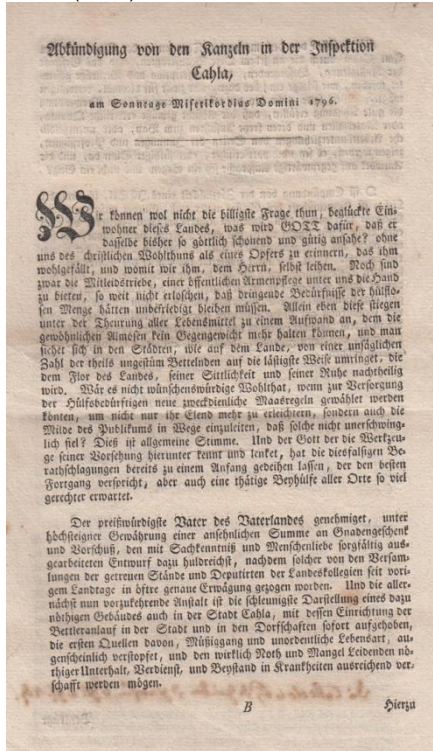 Abkündigung von den Kanzeln in der Inspektion
Cahla,
am Sonntage Miserikordias Domini 1796.
Wir können wol nicht die billigste Frage thun, beglückte Ein-
wohner dieses Landes, was wird GOTT dafür, daß er
dasselbe bisher so göttlich schonend und gütig ansahe? ohne
uns des christlichen Wohlthuns als eines Opfers zu erinnern, das ihm
wohlgefällt, und womit wir ihm, dem Herrn, selbst leihen. Noch sind
zwar die Mitleidstriebe, einer öffentlichen Armenpflege unter uns die Hand
zu bieten, so weit nicht erloschen, daß dringende Bedürfnisse der hülflo-
sen Menge hätten unbefriedigt bleiben müssen. Allein eben diese stiegen
unter der Theurung aller Lebensmittel zu einem Aufwand an, dem die
gewöhnlichen Almosen kein Gegengewicht mehr halten können, und man
siehet sich in den Städten, wie auf dem Lande, von einer unsäglichen
Zahl der theils ungestüm Bettelnden auf die lästigste Weise umringet, die
dem Flor des Landes, seiner Sittlichkeit und seiner Ruhe nachtheilig
wird. Wär es nicht wünschenswürdige Wohlthat, wenn zur Versorgung
der Hülfsbedürftigen neue zweckdienliche Maasregeln gewählet werden
könten, um nicht nur ihr Elend mehr zu erleichtern, sondern auch die
Milde des Publikums in Wege einzuleiten, daß solche nicht unerschwing-
lich fiel? Dieß ist allgemeine Stimme. Und der Gott der die Werkzeu-
ge seiner Vorsehung hierunter kennt und lenket, hat die diesfalsigen Be-
rathschlagungen bereits zu einem Anfang gedeihen lassen, der den besten
Fortgang verspricht, aber auch eine thätige Beyhülfe aller Orte so viel
gerechter erwartet.
Der preißwürdigste Vater des Vaterlandes genehmiget, unter
höchsteigner Gewährung einer ansehnlichen Summe an Gnadengeschenk
und Vorschuß, den mit Sachkenntniß und Menschenliebe sorgfältig aus-
gearbeiteten Entwurf dazu huldreichst, nachdem solcher von den Versam-
lungen der getreuen Stände und Deputirten der Landeskollegien seit vori-
gem Landtage in öftre genaue Erwägung gezogen worden. Und die aller-
nächst nun vorzukehrende Anstalt ist die schleunigste Darstellung eines dazu
nöthigen Gebäudes auch in der Stadt Cahla, mit dessen Einrichtung der
Bettleranlauf in der Stadt und in den Dorfschaften sofort aufgehoben,
die ersten Quellen davon, Müßiggang und unordentliche Lebensart, au-
genscheinlich verstopfet, und den wirklich Noth und Mangel Leidenden nö-
thiger Unterhalt, Verdienst, und Beystand in Krankheiten ausreichend ver-
schafft werden mögen.
B
Hierzu